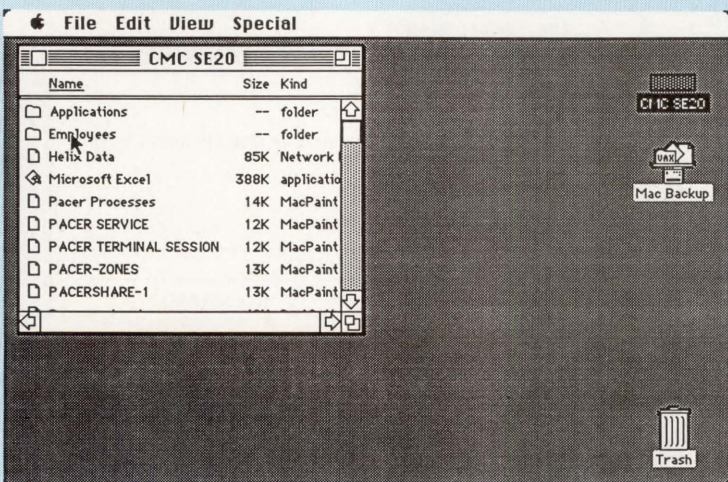 File Edit View Special
CMC SE20
Name Size Kind
Applications -- folder
Employees -- folder
Helix Data 85K Network
Microsoft Excel 388K applicatio
Pacer Processes 14K MacPaint
PACER SERVICE 12K MacPaint
PACER TERMINAL SESSION 12K MacPaint
PACER-ZONES 13K MacPaint
PACERSHARE-1 13K MacPaint
CMC SE20
VAX
Mac Backup
Trash